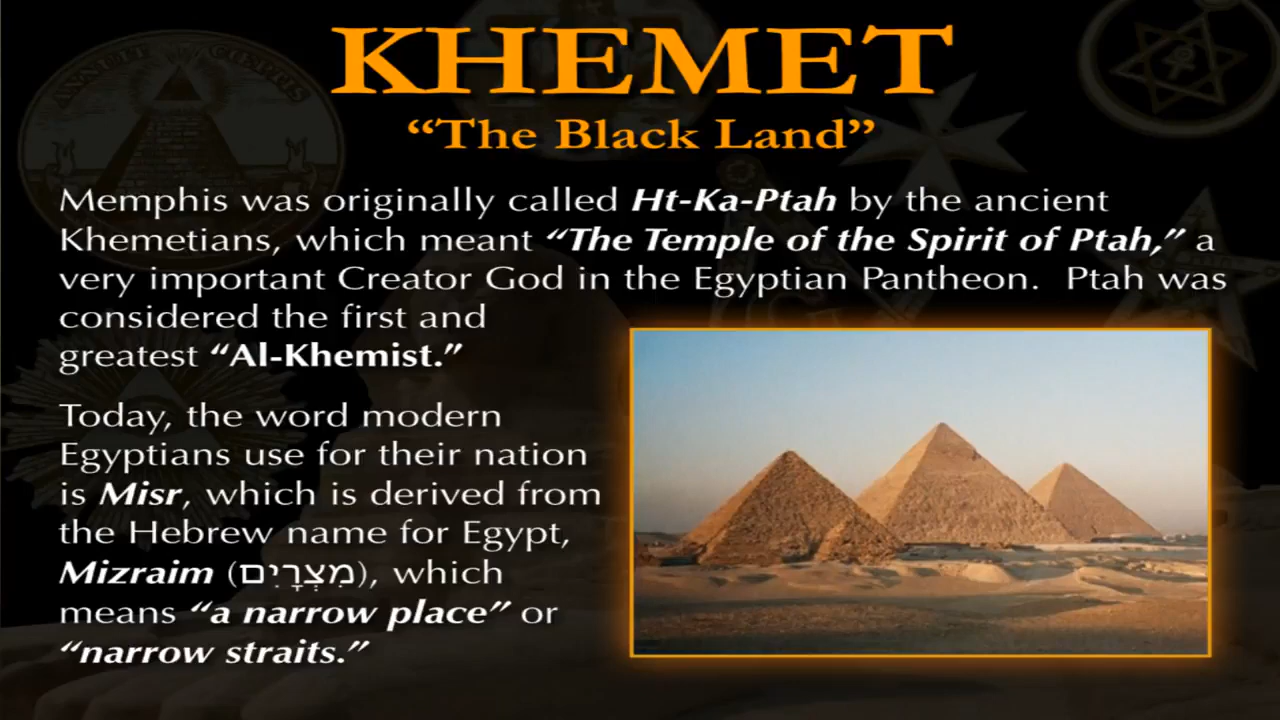 ANNUIT CŒPTIS
KHEMET
“The Black Land”
Memphis was originally called Ht-Ka-Ptah by the ancient
Khemetians, which meant “The Temple of the Spirit of Ptah,” a
very important Creator God in the Egyptian Pantheon.  Ptah was
considered the first and
greatest “Al-Khemist.”
Today, the word modern
Egyptians use for their nation
is Misr, which is derived from
the Hebrew name for Egypt,
Mizraim (מִצְרָיִם), which
means “a narrow place” or
“narrow straits.”